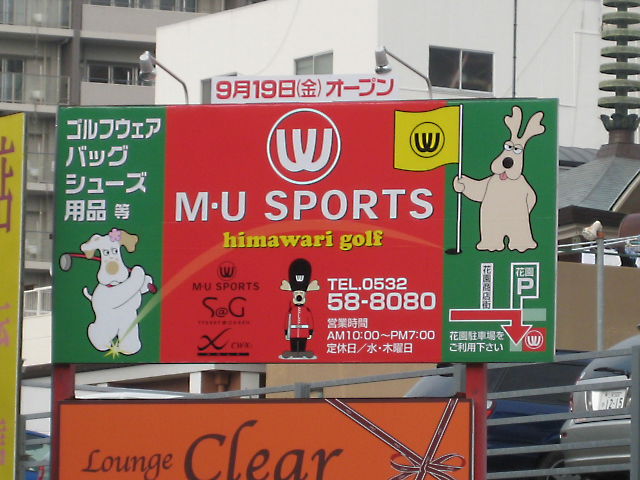 9月19日(金)オープン
ゴルフウェア
バッグ
シューズ
用品 等
M·U SPORTS
himawari golf
M·U SPORTS
S@G
TEL.0532
58-8080
営業時間
AM10:00〜PM7:00
定休日/水・木曜日
花園商店街
花園
P
花園駐車場を
ご利用下さい
Lounge Clear